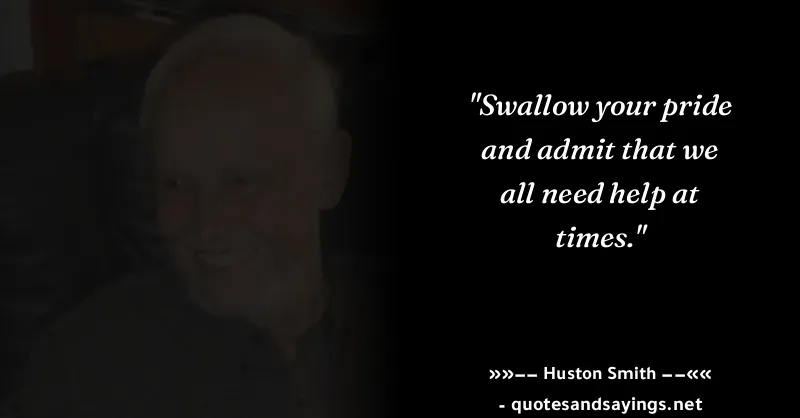 "Swallow your pride
and admit that we
all need help at
times."
»»−− Huston Smith −−««
- quotesandsayings.net